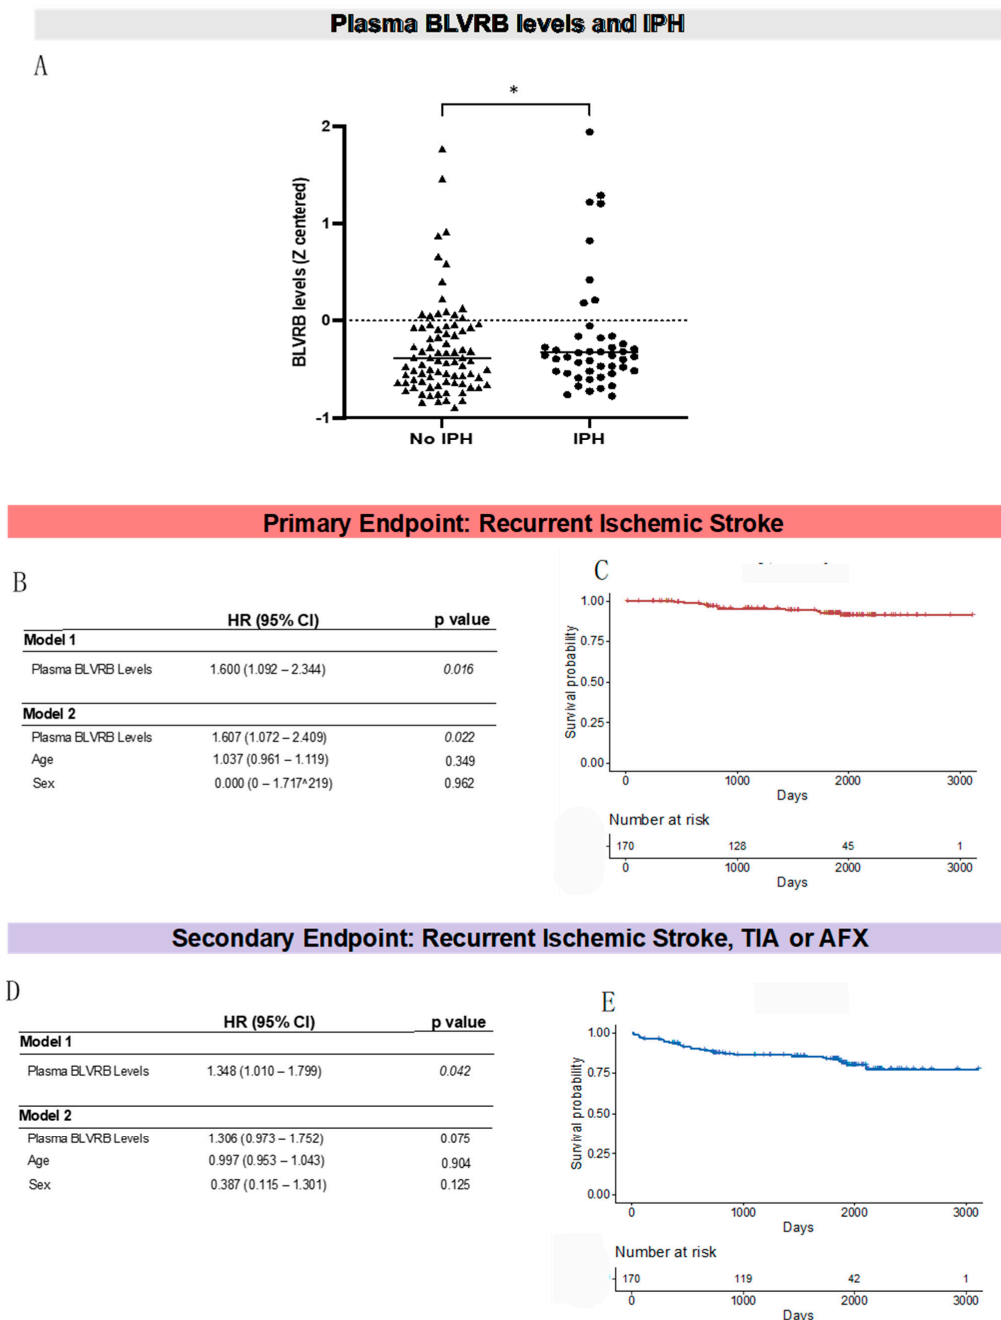 Plasma BLVRB levels and IPH
A
*
BLVRB levels (Z centered)
2
1
0
-1
No IPH IPH
Primary Endpoint: Recurrent Ischemic Stroke
B
HR (95% CI) p value
Model 1
Plasma BLVRB Levels 1.600 (1.092 – 2.344) 0.016
Model 2
Plasma BLVRB Levels 1.607 (1.072 – 2.409) 0.022
Age 1.037 (0.961 – 1.119) 0.349
Sex 0.000 (0 – 1.717^219) 0.962
C
Survival probability
1.00
0.75
0.50
0.25
0.00
0 1000 2000 3000
Days
Number at risk
170 128 45 1
0 1000 2000 3000
Days
Secondary Endpoint: Recurrent Ischemic Stroke, TIA or AFX
D
HR (95% CI) p value
Model 1
Plasma BLVRB Levels 1.348 (1.010 – 1.799) 0.042
Model 2
Plasma BLVRB Levels 1.306 (0.973 – 1.752) 0.075
Age 0.997 (0.953 – 1.043) 0.904
Sex 0.387 (0.115 – 1.301) 0.125
E
Survival probability
1.00
0.75
0.50
0.25
0.00
0 1000 2000 3000
Days
Number at risk
170 119 42 1
0 1000 2000 3000
Days